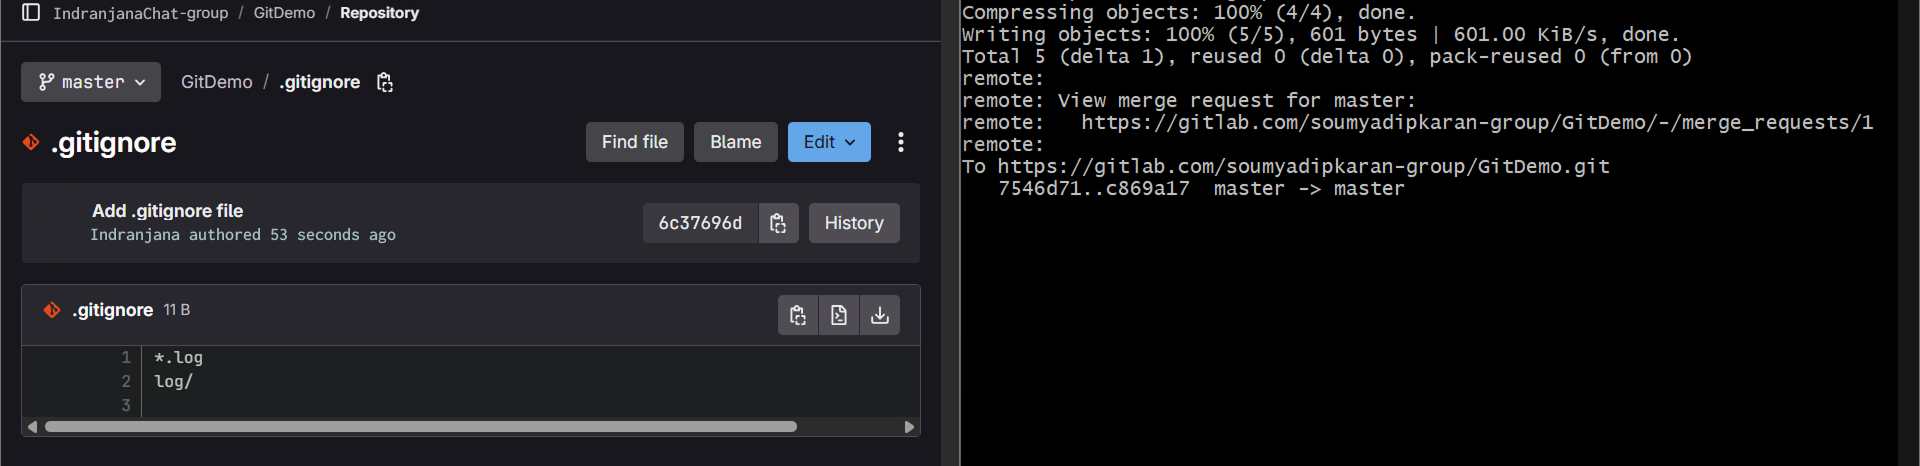 IndranjanaChat-group / GitDemo / Repository
master GitDemo / .gitignore
.gitignore Find file Blame Edit
Add .gitignore file
Indranjana authored 53 seconds ago
6c37696d History
.gitignore 11 B
1 *.log
2 log/
3
Compressing objects: 100% (4/4), done.
Writing objects: 100% (5/5), 601 bytes | 601.00 KiB/s, done.
Total 5 (delta 1), reused 0 (delta 0), pack-reused 0 (from 0)
remote:
remote: View merge request for master:
remote:   https://gitlab.com/soumyadipkaran-group/GitDemo/-/merge_requests/1
remote:
To https://gitlab.com/soumyadipkaran-group/GitDemo.git
   7546d71..c869a17  master -> master